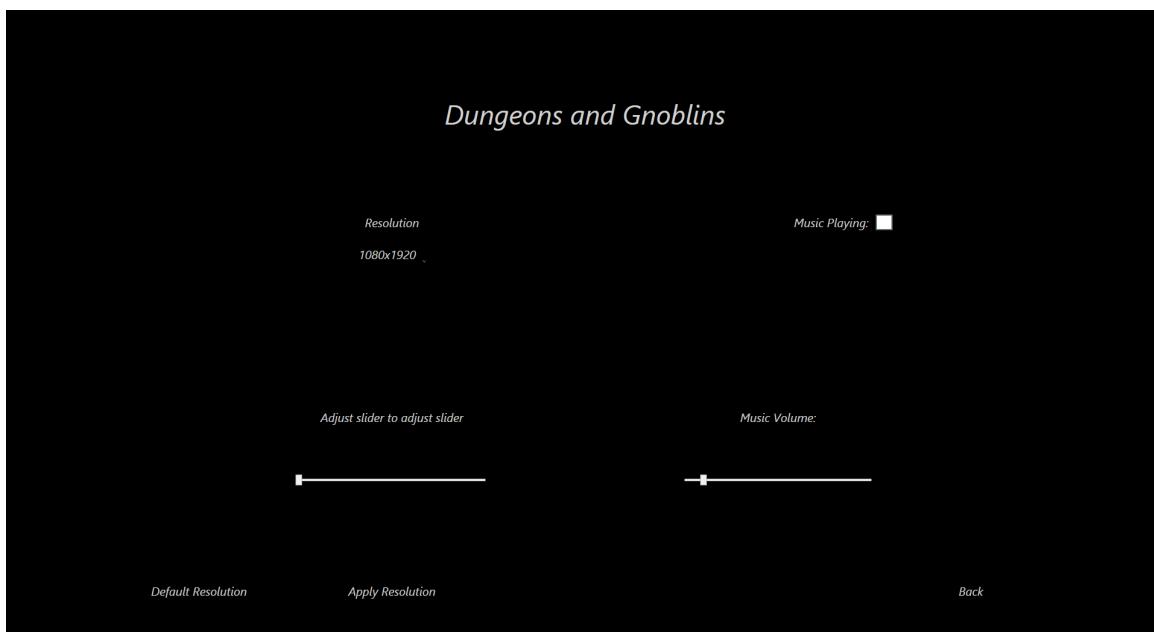 Dungeons and Gnoblins
Resolution
Music Playing:
1080x1920
Adjust slider to adjust slider
Music Volume:
Default Resolution
Apply Resolution
Back